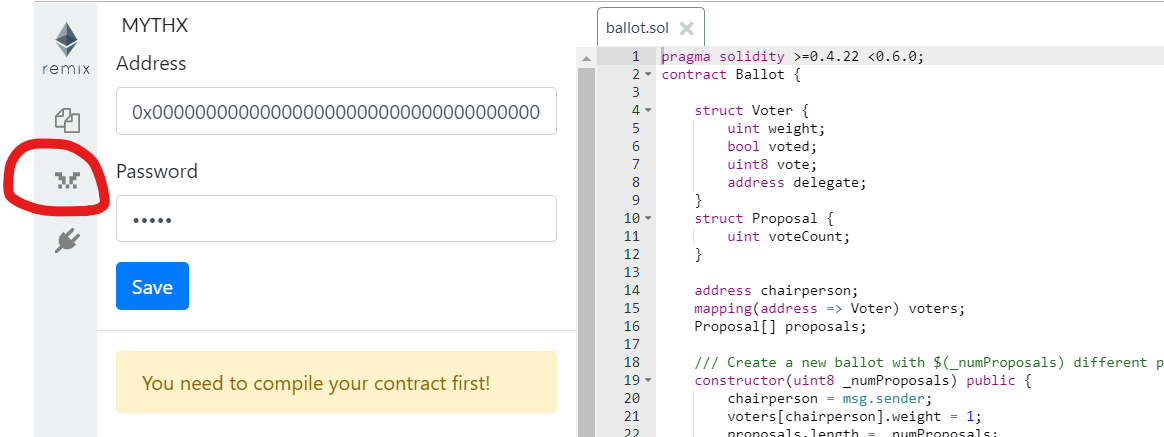 remix
MYTHX
Address
0x00000000000000000000000000000000000000
Password
•••••
Save
You need to compile your contract first!
ballot.sol
1 pragma solidity >=0.4.22 <0.6.0;
2 contract Ballot {
3
4 struct Voter {
5 uint weight;
6 bool voted;
7 uint8 vote;
8 address delegate;
9 }
10 struct Proposal {
11 uint voteCount;
12 }
13
14 address chairperson;
15 mapping(address => Voter) voters;
16 Proposal[] proposals;
17
18 /// Create a new ballot with $(_numProposals) different p
19 constructor(uint8 _numProposals) public {
20 chairperson = msg.sender;
21 voters[chairperson].weight = 1;
22 proposals.length = _numProposals;